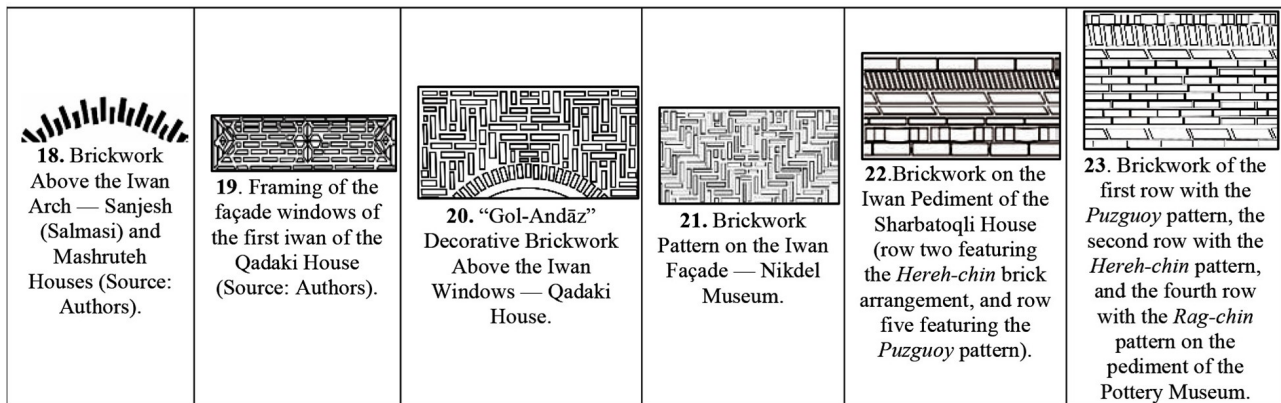 18. Brickwork
Above the Iwan
Arch — Sanjesh
(Salmasi) and
Mashruteh
Houses (Source:
Authors).
19. Framing of the
façade windows of
the first iwan of the
Qadaki House
(Source: Authors).
20. “Gol-Andāz”
Decorative Brickwork
Above the Iwan
Windows — Qadaki
House.
21. Brickwork
Pattern on the Iwan
Façade — Nikdel
Museum.
22.Brickwork on the
Iwan Pediment of the
Sharbatoqli House
(row two featuring
the Hereh-chin brick
arrangement, and row
five featuring the
Puzguoy pattern).
23. Brickwork of the
first row with the
Puzguoy pattern, the
second row with the
Hereh-chin pattern,
and the fourth row
with the Rag-chin
pattern on the
pediment of the
Pottery Museum.